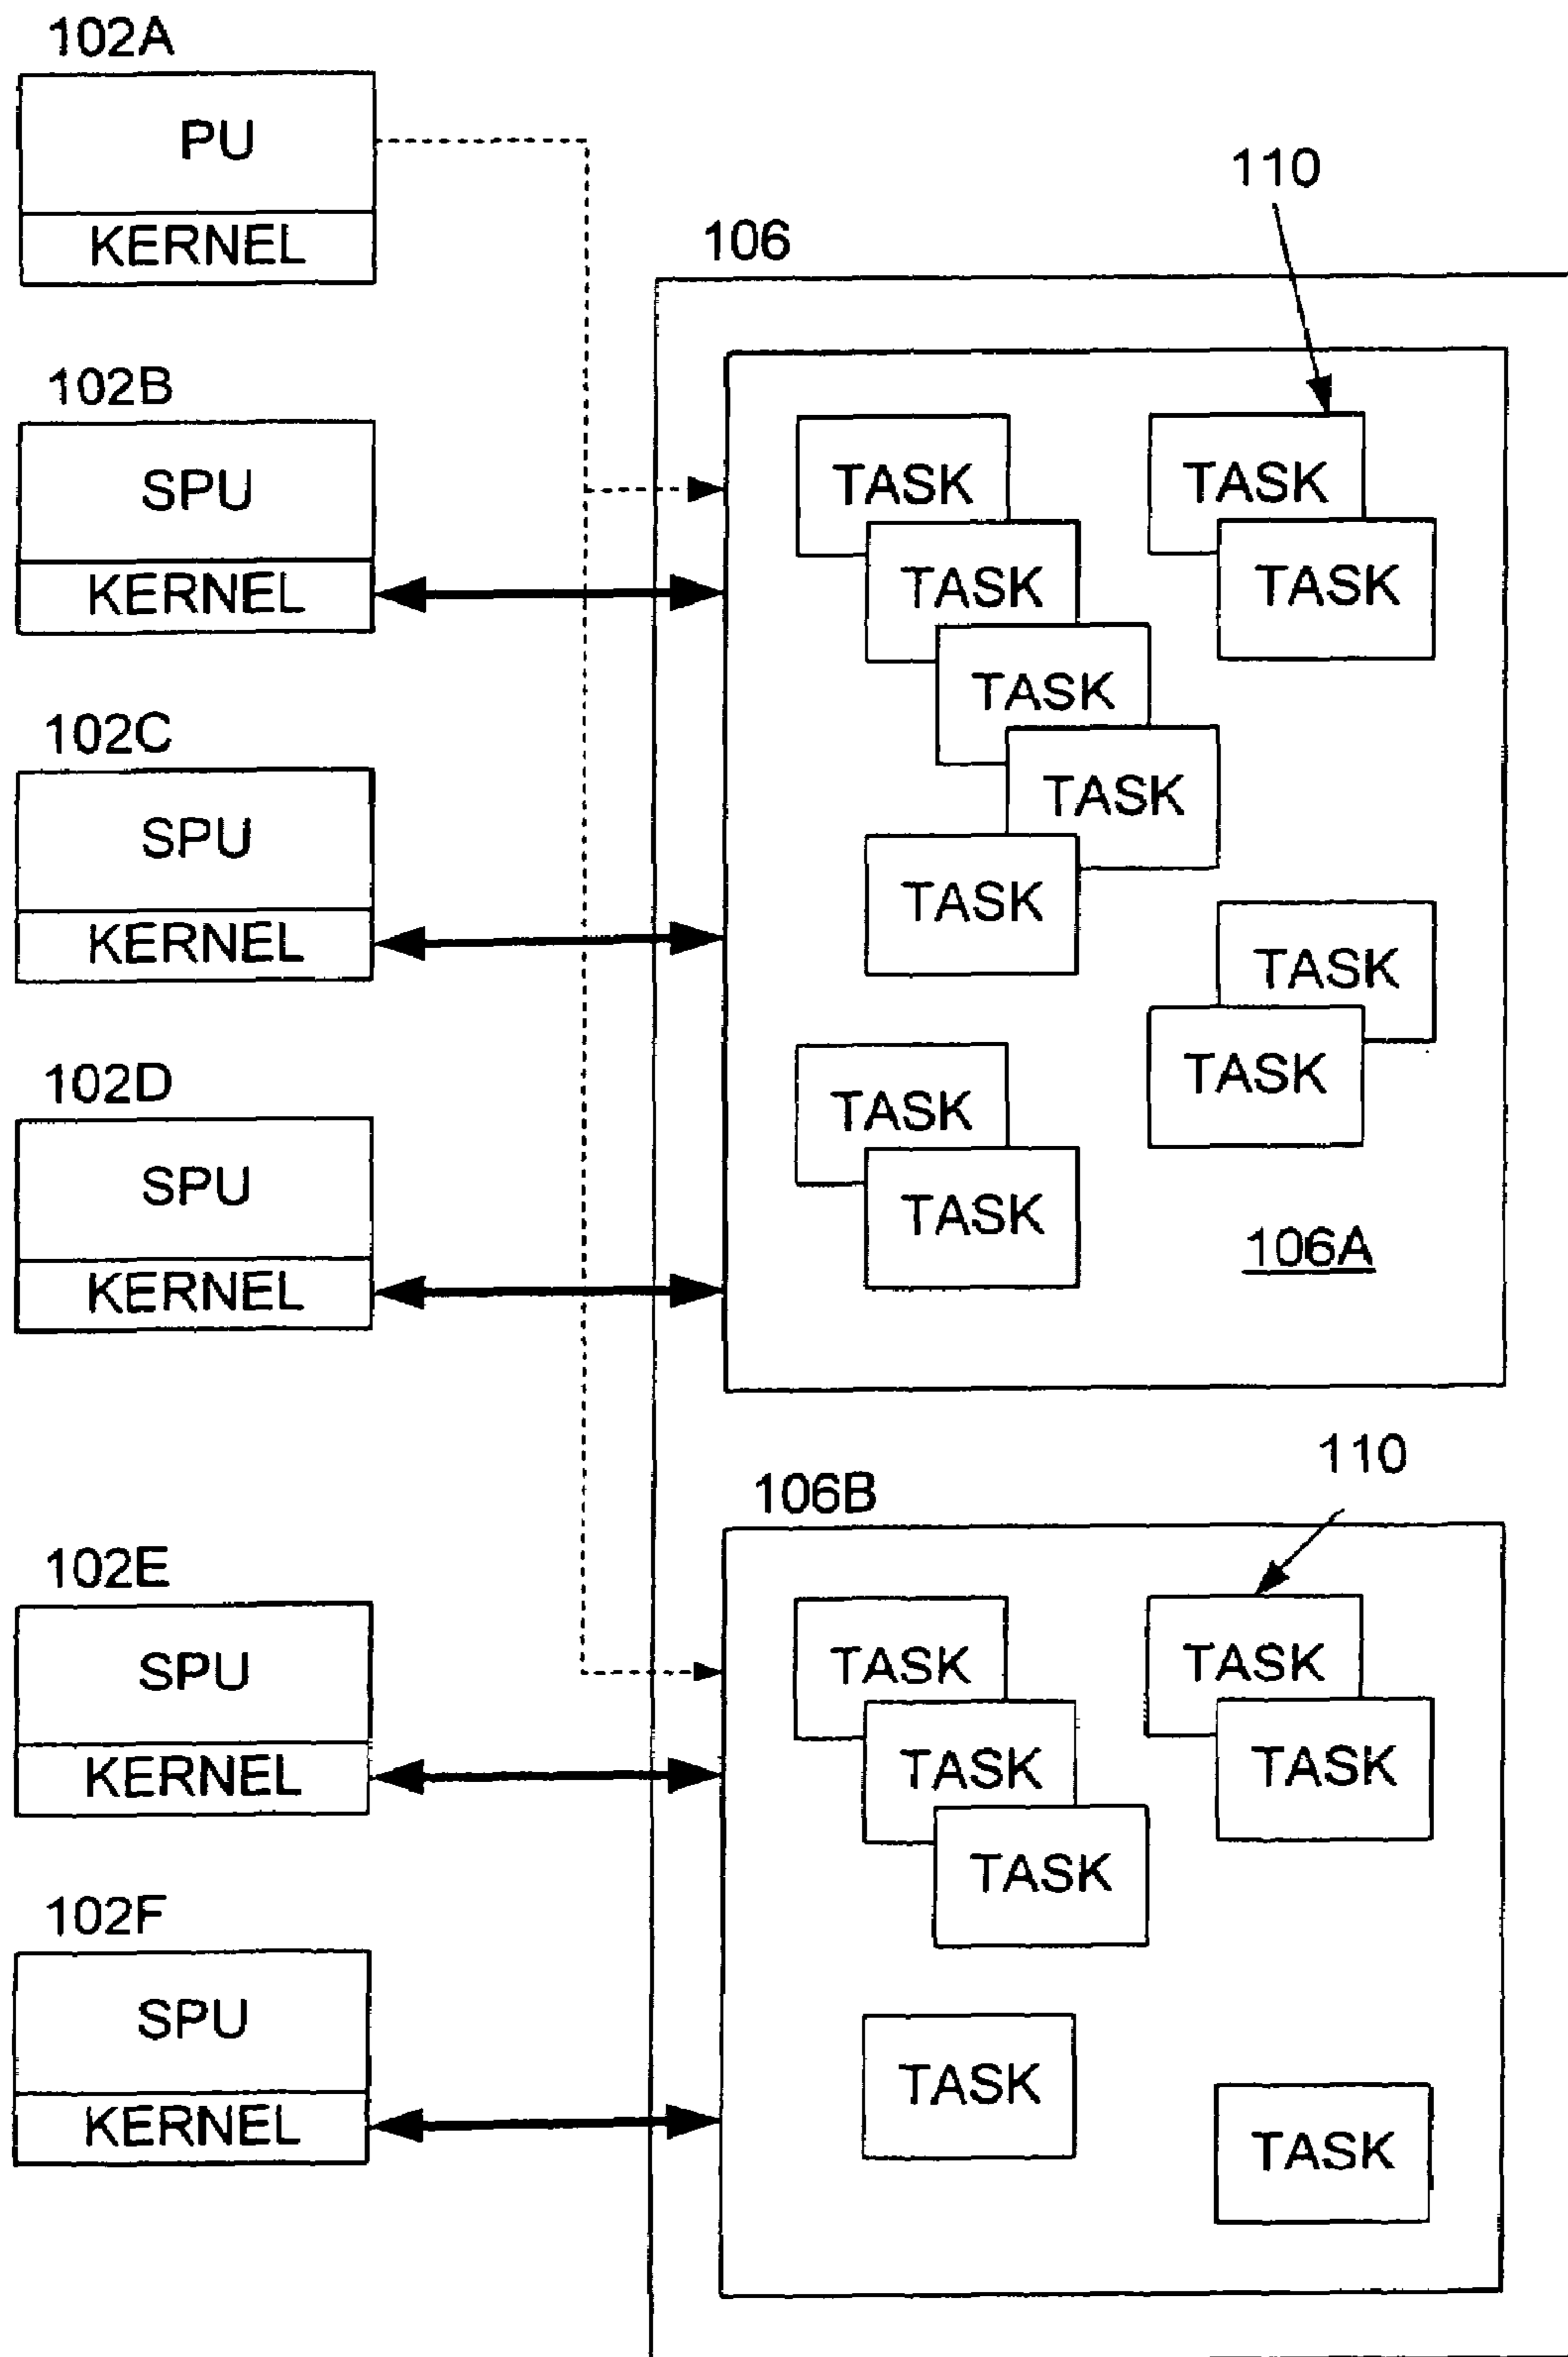 102A
PU
KERNEL
110
106
102B
SPU
KERNEL
TASK
TASK
TASK
TASK
TASK
102C
SPU
KERNEL
TASK
TASK
TASK
TASK
102D
SPU
KERNEL
TASK
TASK
TASK
106A
110
106B
102E
SPU
KERNEL
TASK
TASK
TASK
TASK
TASK
102F
SPU
KERNEL
TASK
TASK